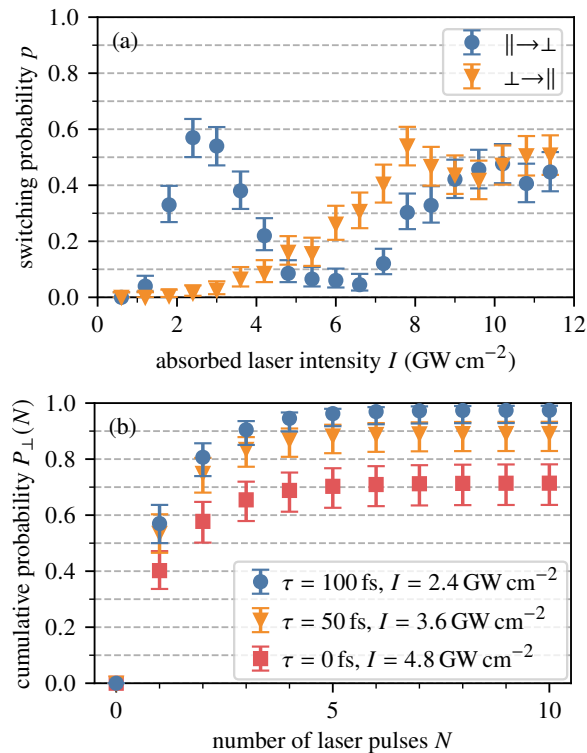 (a)
∥→⊥
⊥→∥
switching probability p
1.0
0.8
0.6
0.4
0.2
0.0
0 2 4 6 8 10 12
absorbed laser intensity I (GW cm⁻²)
(b)
cumulative probability P⊥(N)
1.0
0.8
0.6
0.4
0.2
0.0
τ = 100 fs, I = 2.4 GW cm⁻²
τ = 50 fs, I = 3.6 GW cm⁻²
τ = 0 fs, I = 4.8 GW cm⁻²
0 5 10
number of laser pulses N